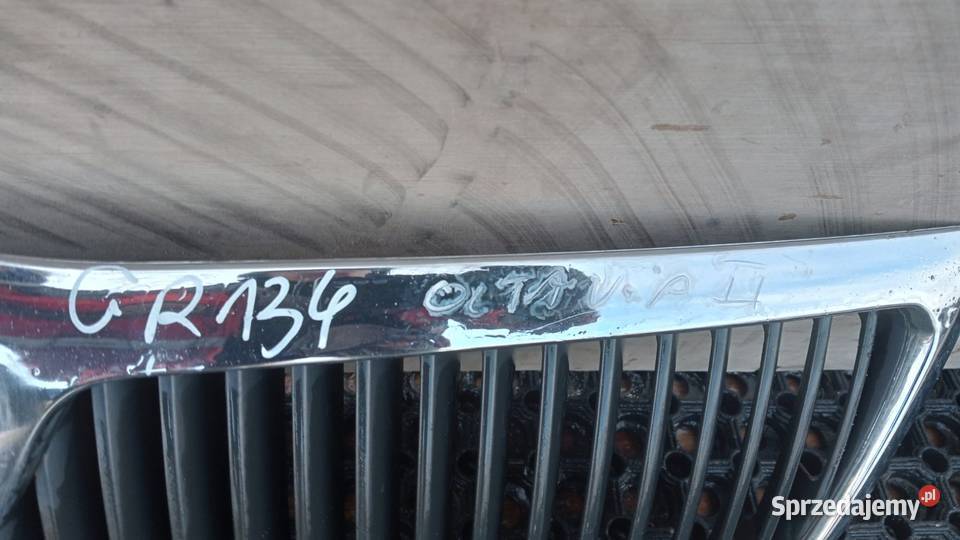 GR134 OCTAVIA II
Sprzedajemy.pl